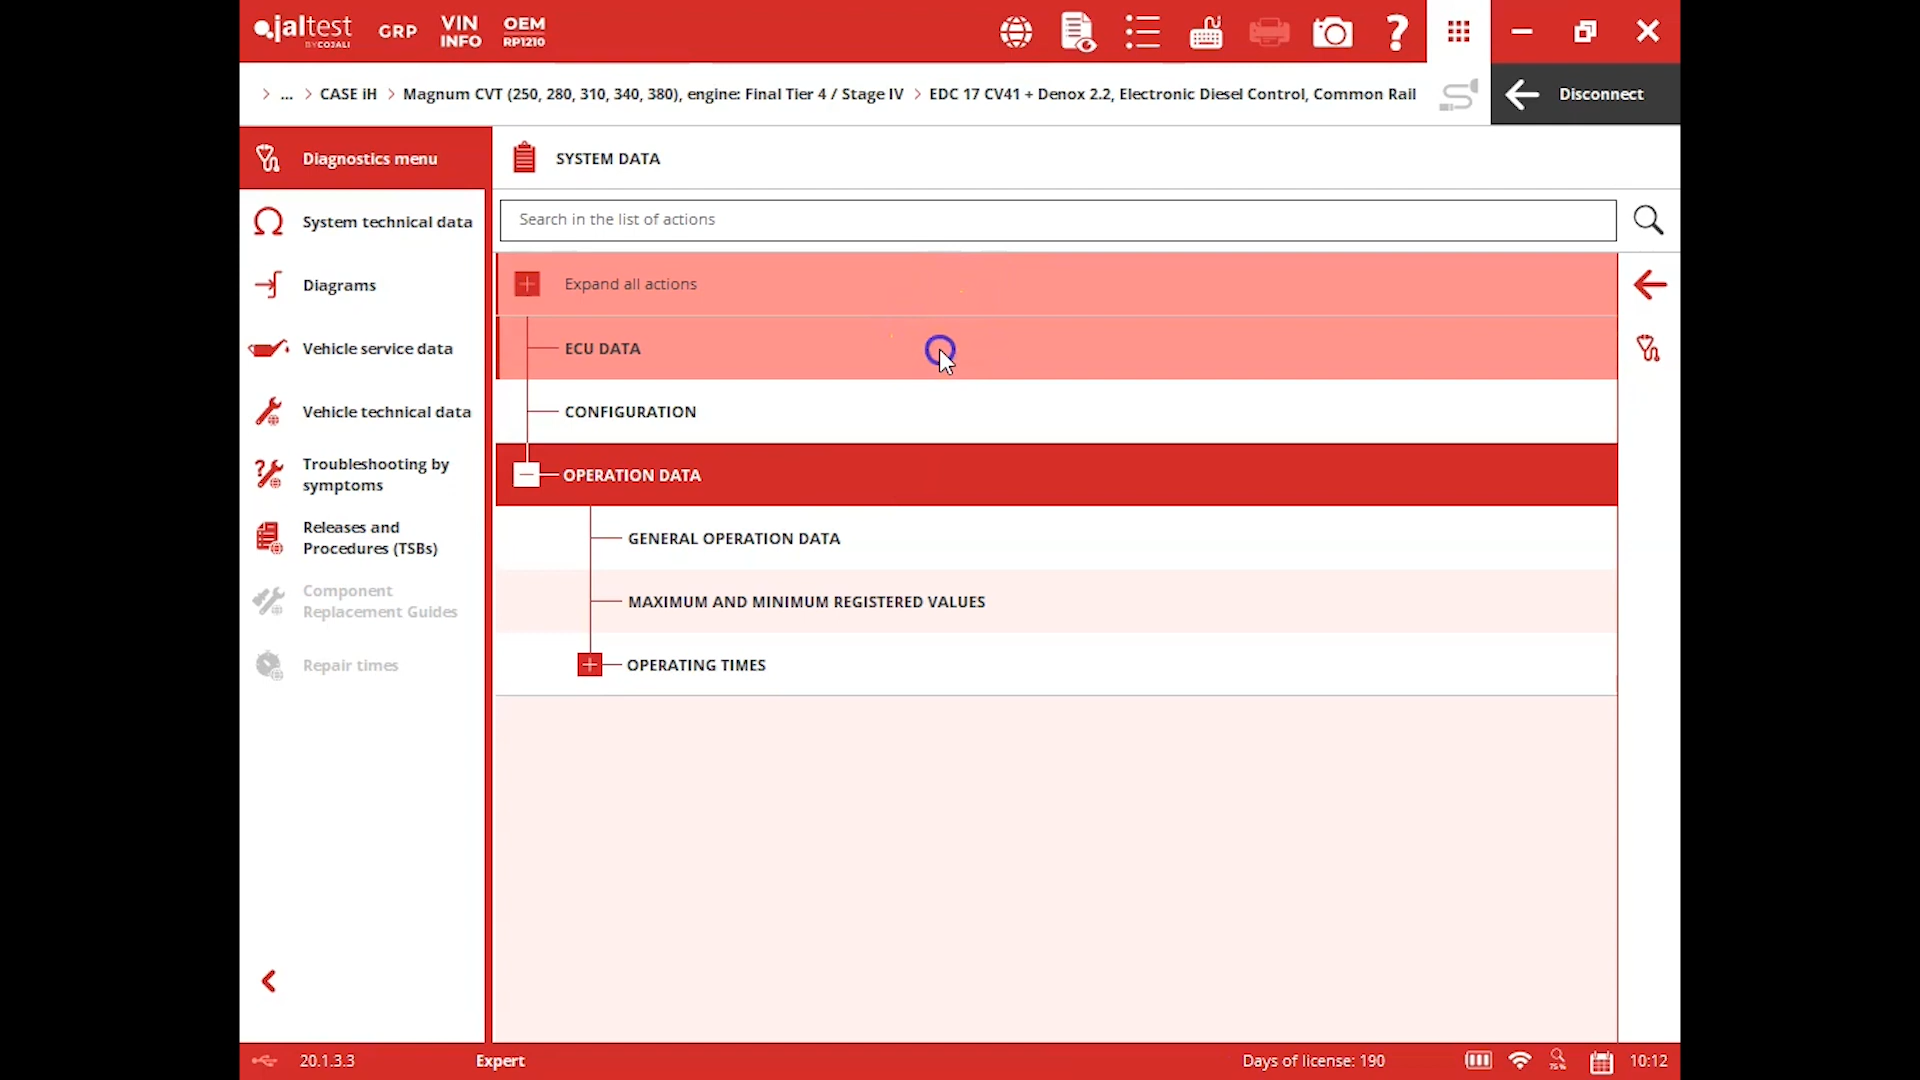 jaltest
BY COJALI
GRP
VIN
INFO
OEM
RP1210
> ... > CASE iH > Magnum CVT (250, 280, 310, 340, 380), engine: Final Tier 4 / Stage IV > EDC 17 CV41 + Denox 2.2, Electronic Diesel Control, Common Rail
Disconnect
Diagnostics menu
SYSTEM DATA
System technical data
Search in the list of actions
Diagrams
Expand all actions
Vehicle service data
ECU DATA
Vehicle technical data
CONFIGURATION
Troubleshooting by
symptoms
OPERATION DATA
Releases and
Procedures (TSBs)
GENERAL OPERATION DATA
Component
Replacement Guides
MAXIMUM AND MINIMUM REGISTERED VALUES
Repair times
OPERATING TIMES
20.1.3.3
Expert
Days of license: 190
75%
10:12